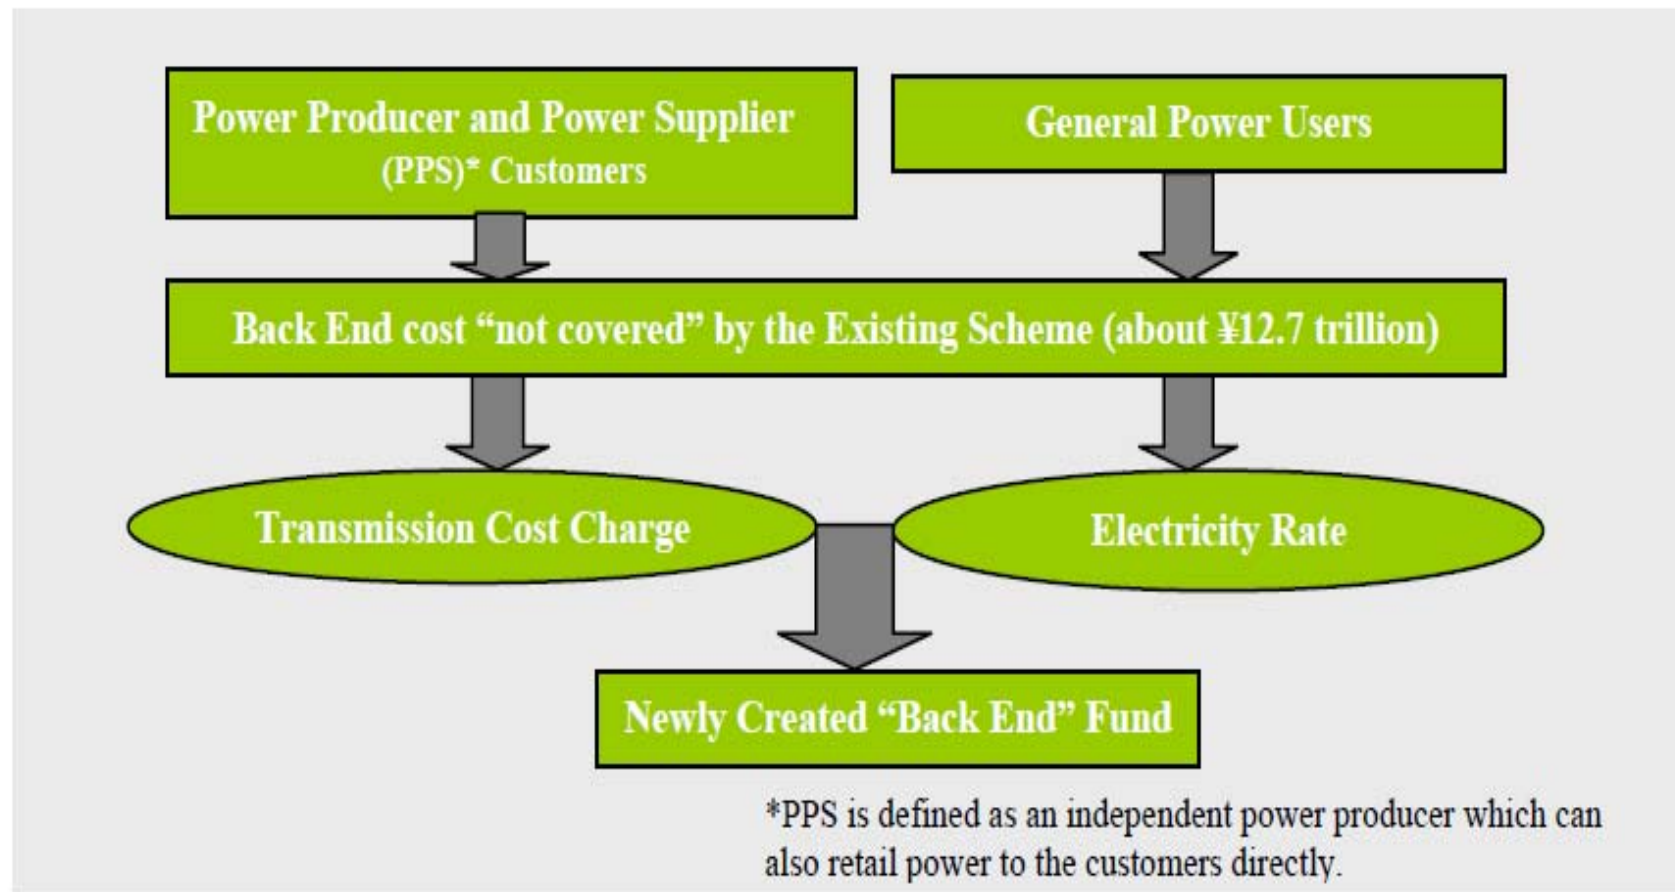 Power Producer and Power Supplier
(PPS)* Customers
General Power Users
Back End cost “not covered” by the Existing Scheme (about ¥12.7 trillion)
Transmission Cost Charge
Electricity Rate
Newly Created “Back End” Fund
*PPS is defined as an independent power producer which can
also retail power to the customers directly.